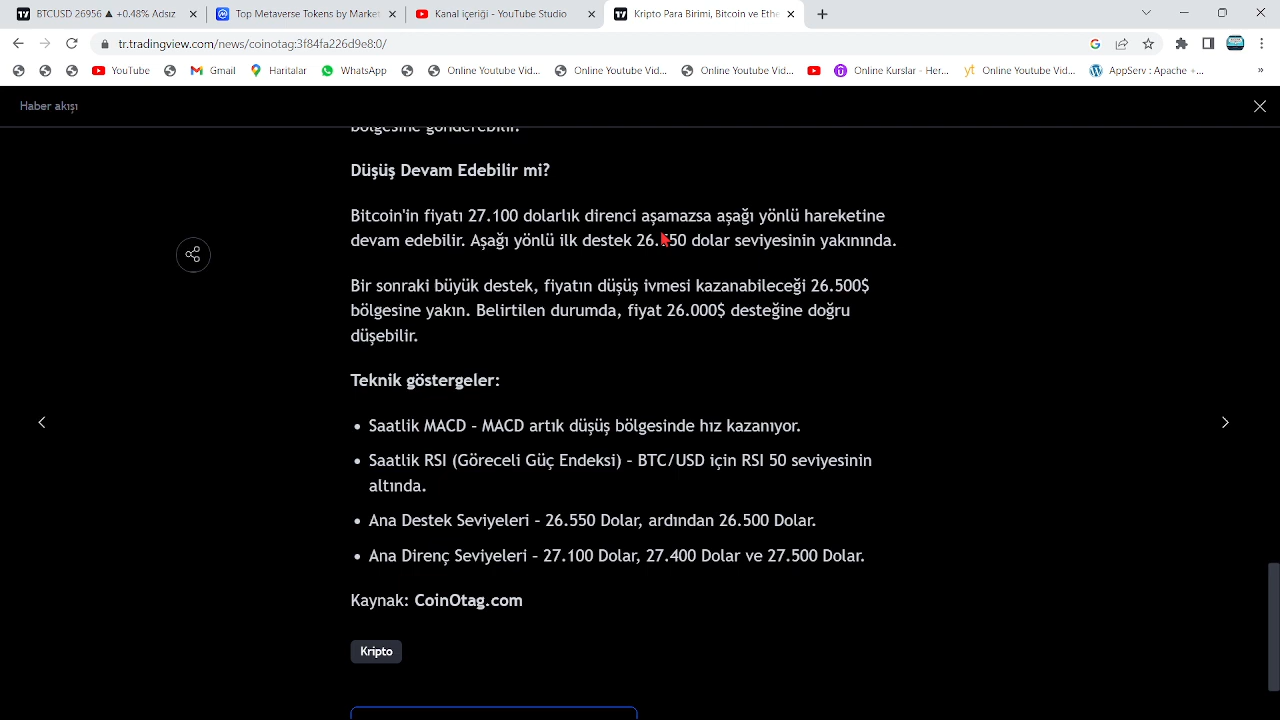 BTCUSD 26956 ▲ +0.48% Adsız
Top Metaverse Tokens by Market
Kanal içeriği - YouTube Studio
Kripto Para Birimi, Bitcoin ve Ethe
tr.tradingview.com/news/coinotag:3f84fa226d9e8:0/
YouTube
Gmail
Haritalar
WhatsApp
Online Youtube Vid...
Online Youtube Vid...
Online Youtube Vid...
Online Kurslar - Her...
yt Online Youtube Vid...
AppServ : Apache +...
»
Haber akışı
bölgesine gönderebilir.
Düşüş Devam Edebilir mi?
Bitcoin'in fiyatı 27.100 dolarlık direnci aşamazsa aşağı yönlü hareketine
devam edebilir. Aşağı yönlü ilk destek 26.550 dolar seviyesinin yakınında.
Bir sonraki büyük destek, fiyatın düşüş ivmesi kazanabileceği 26.500$
bölgesine yakın. Belirtilen durumda, fiyat 26.000$ desteğine doğru
düşebilir.
Teknik göstergeler:
• Saatlik MACD – MACD artık düşüş bölgesinde hız kazanıyor.
• Saatlik RSI (Göreceli Güç Endeksi) – BTC/USD için RSI 50 seviyesinin
altında.
• Ana Destek Seviyeleri – 26.550 Dolar, ardından 26.500 Dolar.
• Ana Direnç Seviyeleri – 27.100 Dolar, 27.400 Dolar ve 27.500 Dolar.
Kaynak: CoinOtag.com
Kripto